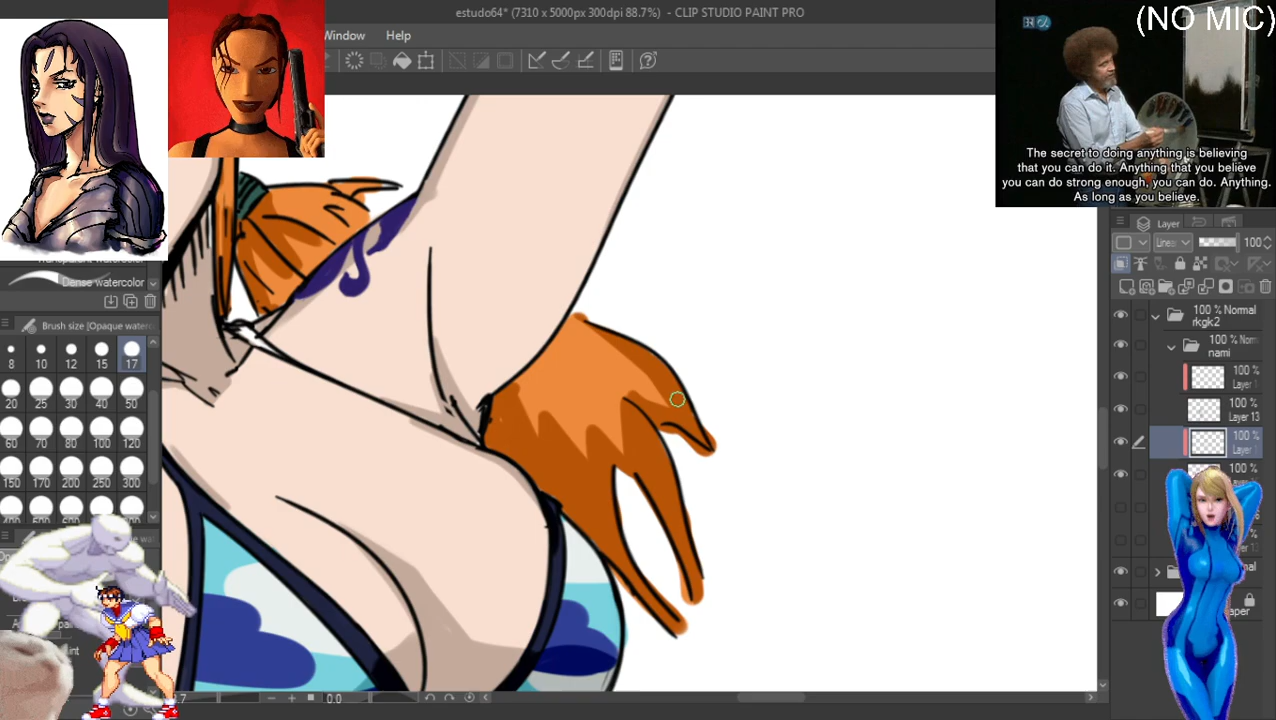 estudo64* (7310 x 5000px 300dpi 88.7%) - CLIP STUDIO PAINT PRO
(NO MIC)
Window Help
The secret to doing anything is believing
that you can do it. Anything that you believe
you can do strong enough, you can do. Anything.
As long as you believe.
Layer
100
Dense watercolor
Brush size [Opaque
8 10 12 15 17
20 25 30 40 50
60 70 80 100 120
150 170 200 250 300
100 % Normal
rkgk2
100 %
nami
100 %
Layer
100 %
Layer 13
100 %
Layer
100 %
0.0